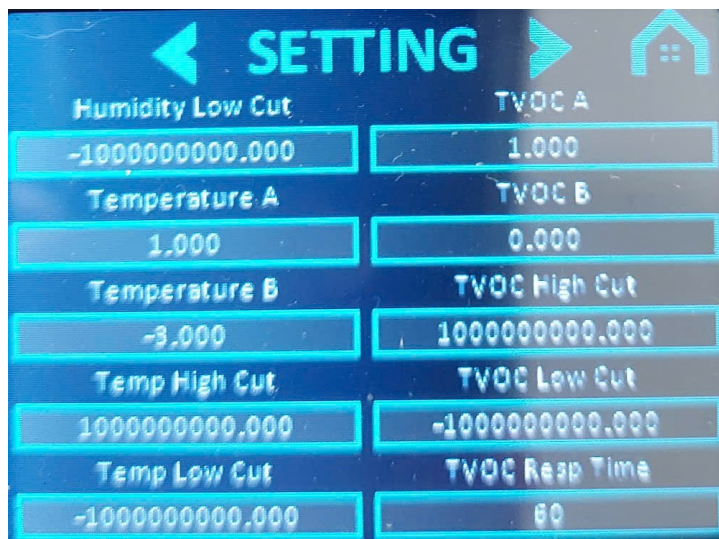 SETTING
Humidity Low Cut
-1000000000.000
Temperature A
1.000
Temperature B
-3.000
Temp High Cut
1000000000.000
Temp Low Cut
-1000000000.000
TVOC A
1.000
TVOC B
0.000
TVOC High Cut
1000000000.000
TVOC Low Cut
-1000000000.000
TVOC Resp Time
60